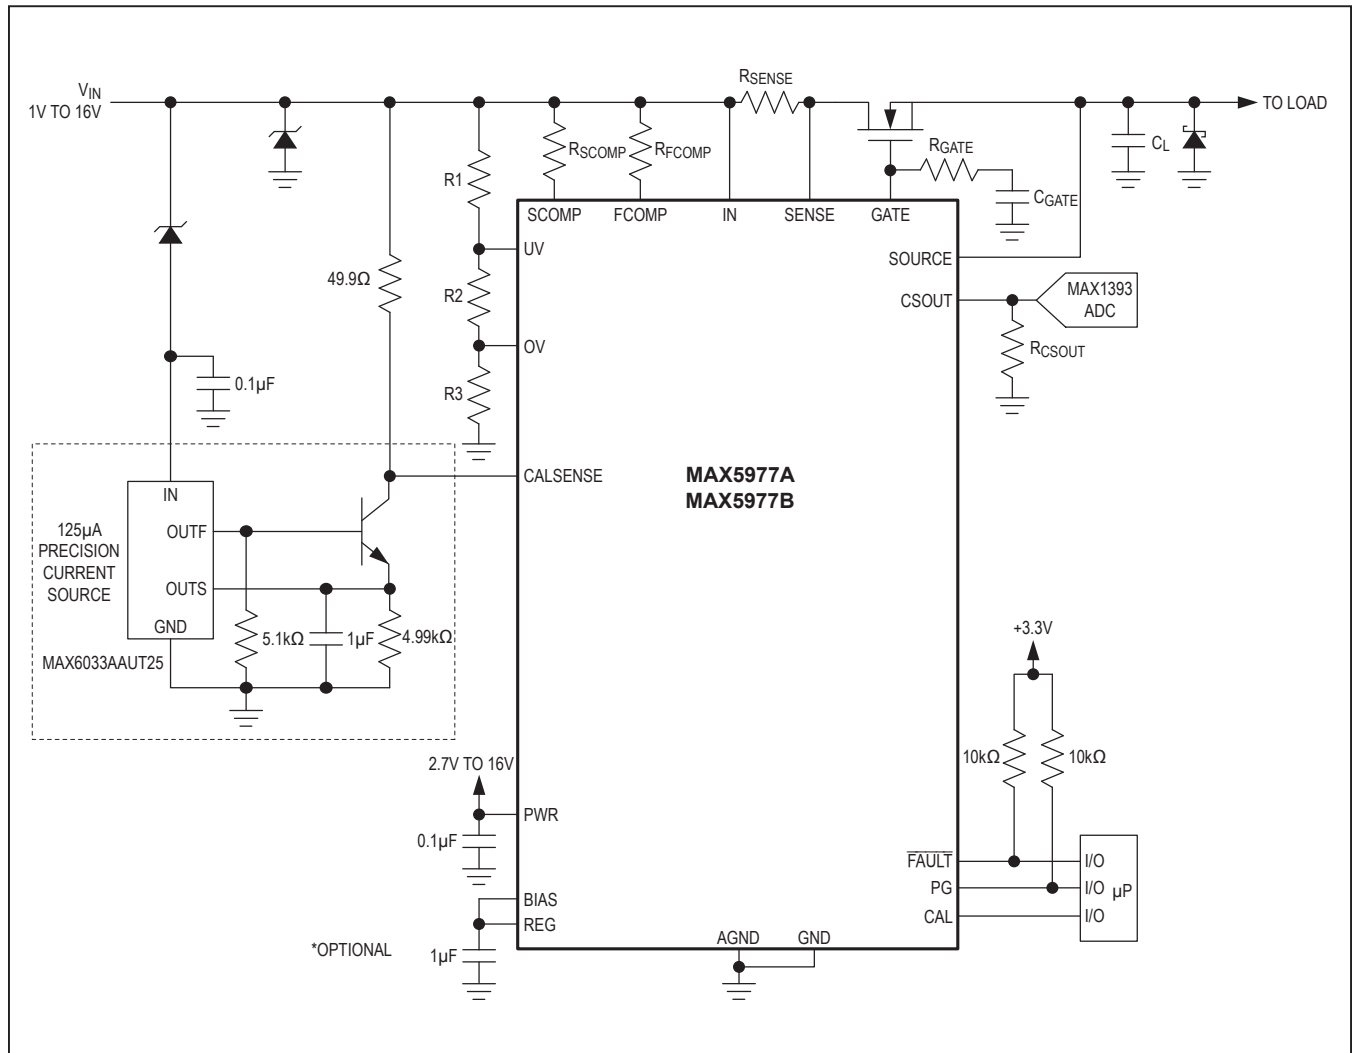 V_IN
1V TO 16V
R_SENSE
TO LOAD
R_SCOMP
R_FCOMP
R_GATE
C_L
C_GATE
R1
SCOMP
FCOMP
IN
SENSE
GATE
UV
SOURCE
49.9Ω
R2
CSOUT
MAX1393
ADC
OV
R_CSOUT
0.1µF
R3
CALSENSE
MAX5977A
MAX5977B
IN
125µA
PRECISION
CURRENT
SOURCE
OUTF
OUTS
GND
5.1kΩ
1µF
4.99kΩ
MAX6033AAUT25
+3.3V
10kΩ
10kΩ
2.7V TO 16V
PWR
0.1µF
FAULT
I/O
PG
I/O
µP
CAL
I/O
BIAS
REG
*OPTIONAL
1µF
AGND
GND